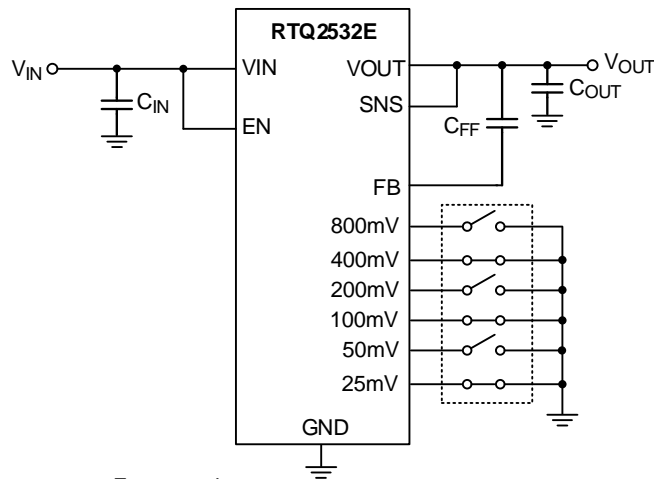 RTQ2532E
VIN
VIN
VOUT
VOUT
CIN
SNS
COUT
EN
CFF
FB
800mV
400mV
200mV
100mV
50mV
25mV
GND